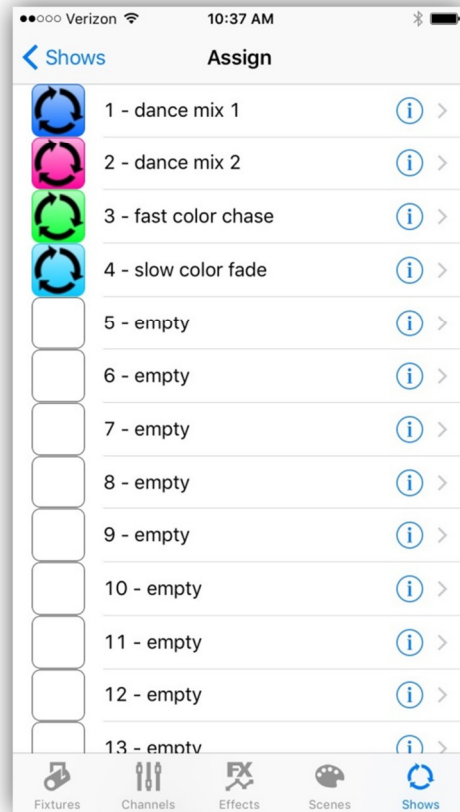 Verizon 10:37 AM
Shows Assign
1 - dance mix 1
2 - dance mix 2
3 - fast color chase
4 - slow color fade
5 - empty
6 - empty
7 - empty
8 - empty
9 - empty
10 - empty
11 - empty
12 - empty
13 - empty
FX
Fixtures Channels Effects Scenes Shows